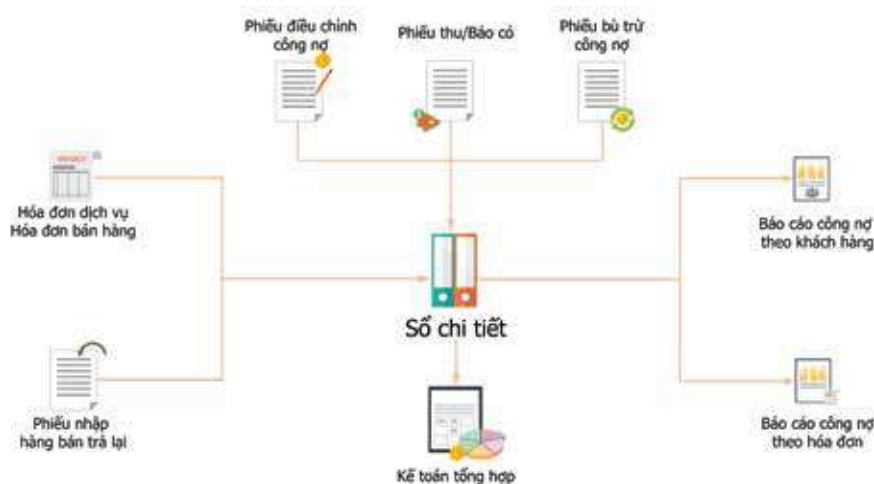 Phiếu điều chỉnh
công nợ
Phiếu thu/Báo có
Phiếu bù trừ
công nợ
INVOICE
Hóa đơn dịch vụ
Hóa đơn bán hàng
Báo cáo công nợ
theo khách hàng
Sổ chi tiết
Phiếu nhập
hàng bán trả lại
Báo cáo công nợ
theo hóa đơn
Kế toán tổng hợp